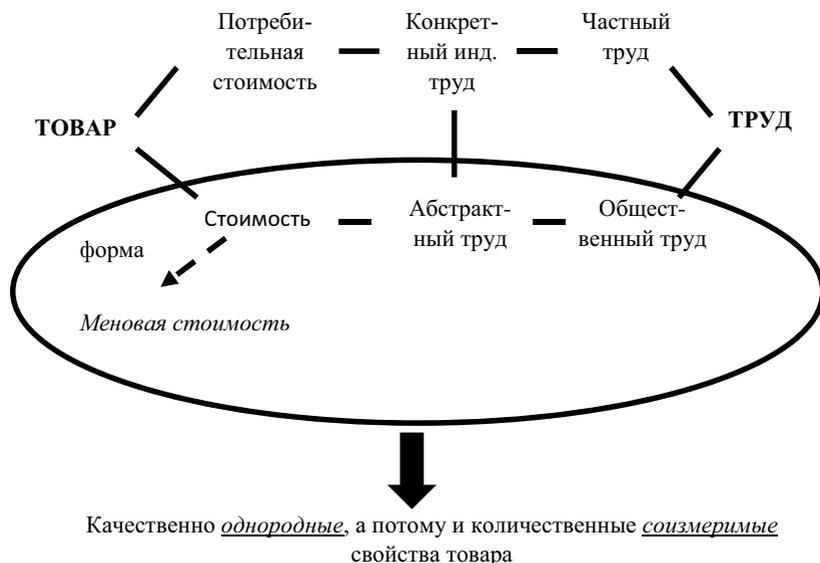 Потреби-
тельная
стоимость
Конкрет-
ный инд.
труд
Частный
труд
ТОВАР
ТРУД
Стоимость
Абстракт-
ный труд
Общест-
венный труд
форма
Меновая стоимость
Качественно однородные, а потому и количественные соизмеримые
свойства товара